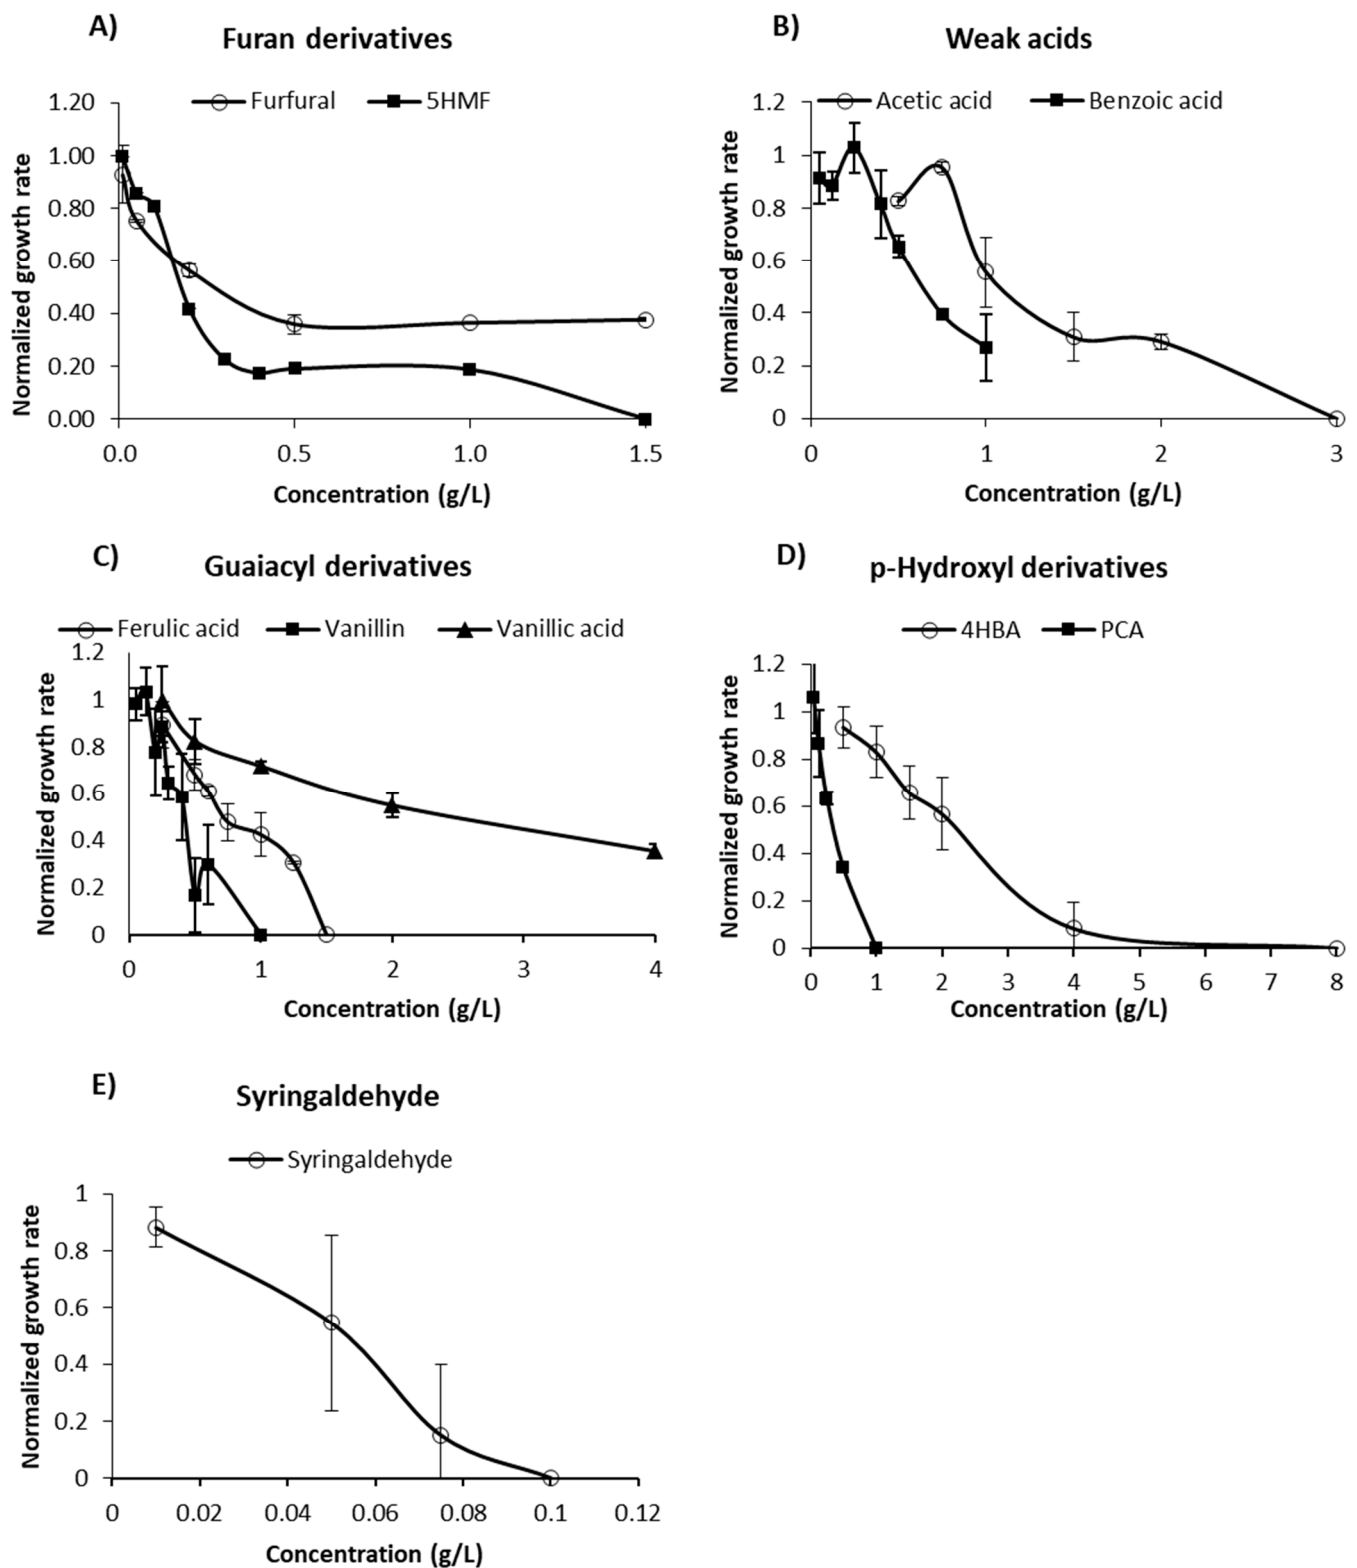 A)
Furan derivatives
Furfural 5HMF
Normalized growth rate
1.20
1.00
0.80
0.60
0.40
0.20
0.00
0.0 0.5 1.0 1.5
Concentration (g/L)
B)
Weak acids
Acetic acid Benzoic acid
Normalized growth rate
1.2
1
0.8
0.6
0.4
0.2
0
0 1 2 3
Concentration (g/L)
C)
Guaiacyl derivatives
Ferulic acid Vanillin Vanillic acid
Normalized growth rate
1.2
1
0.8
0.6
0.4
0.2
0
0 1 2 3 4
Concentration (g/L)
D)
p-Hydroxyl derivatives
4HBA PCA
Normalized growth rate
1.2
1
0.8
0.6
0.4
0.2
0
0 1 2 3 4 5 6 7 8
Concentration (g/L)
E)
Syringaldehyde
Syringaldehyde
Normalized growth rate
1
0.8
0.6
0.4
0.2
0
0 0.02 0.04 0.06 0.08 0.1 0.12
Concentration (g/L)